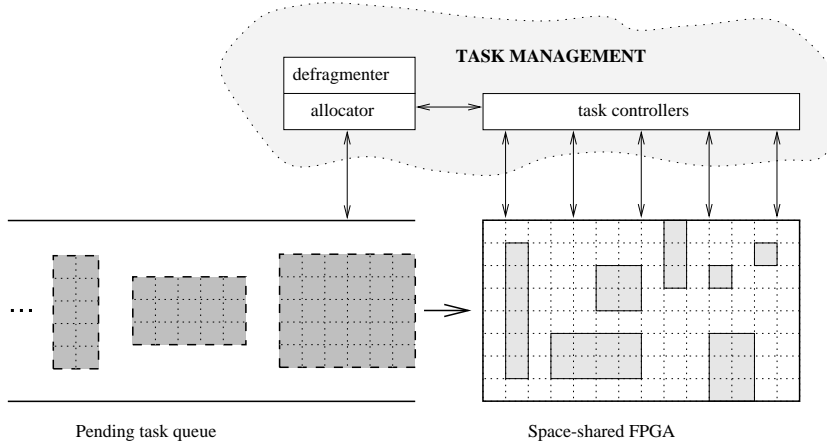 TASK MANAGEMENT
defragmenter
allocator
task controllers
...
Pending task queue
Space-shared FPGA